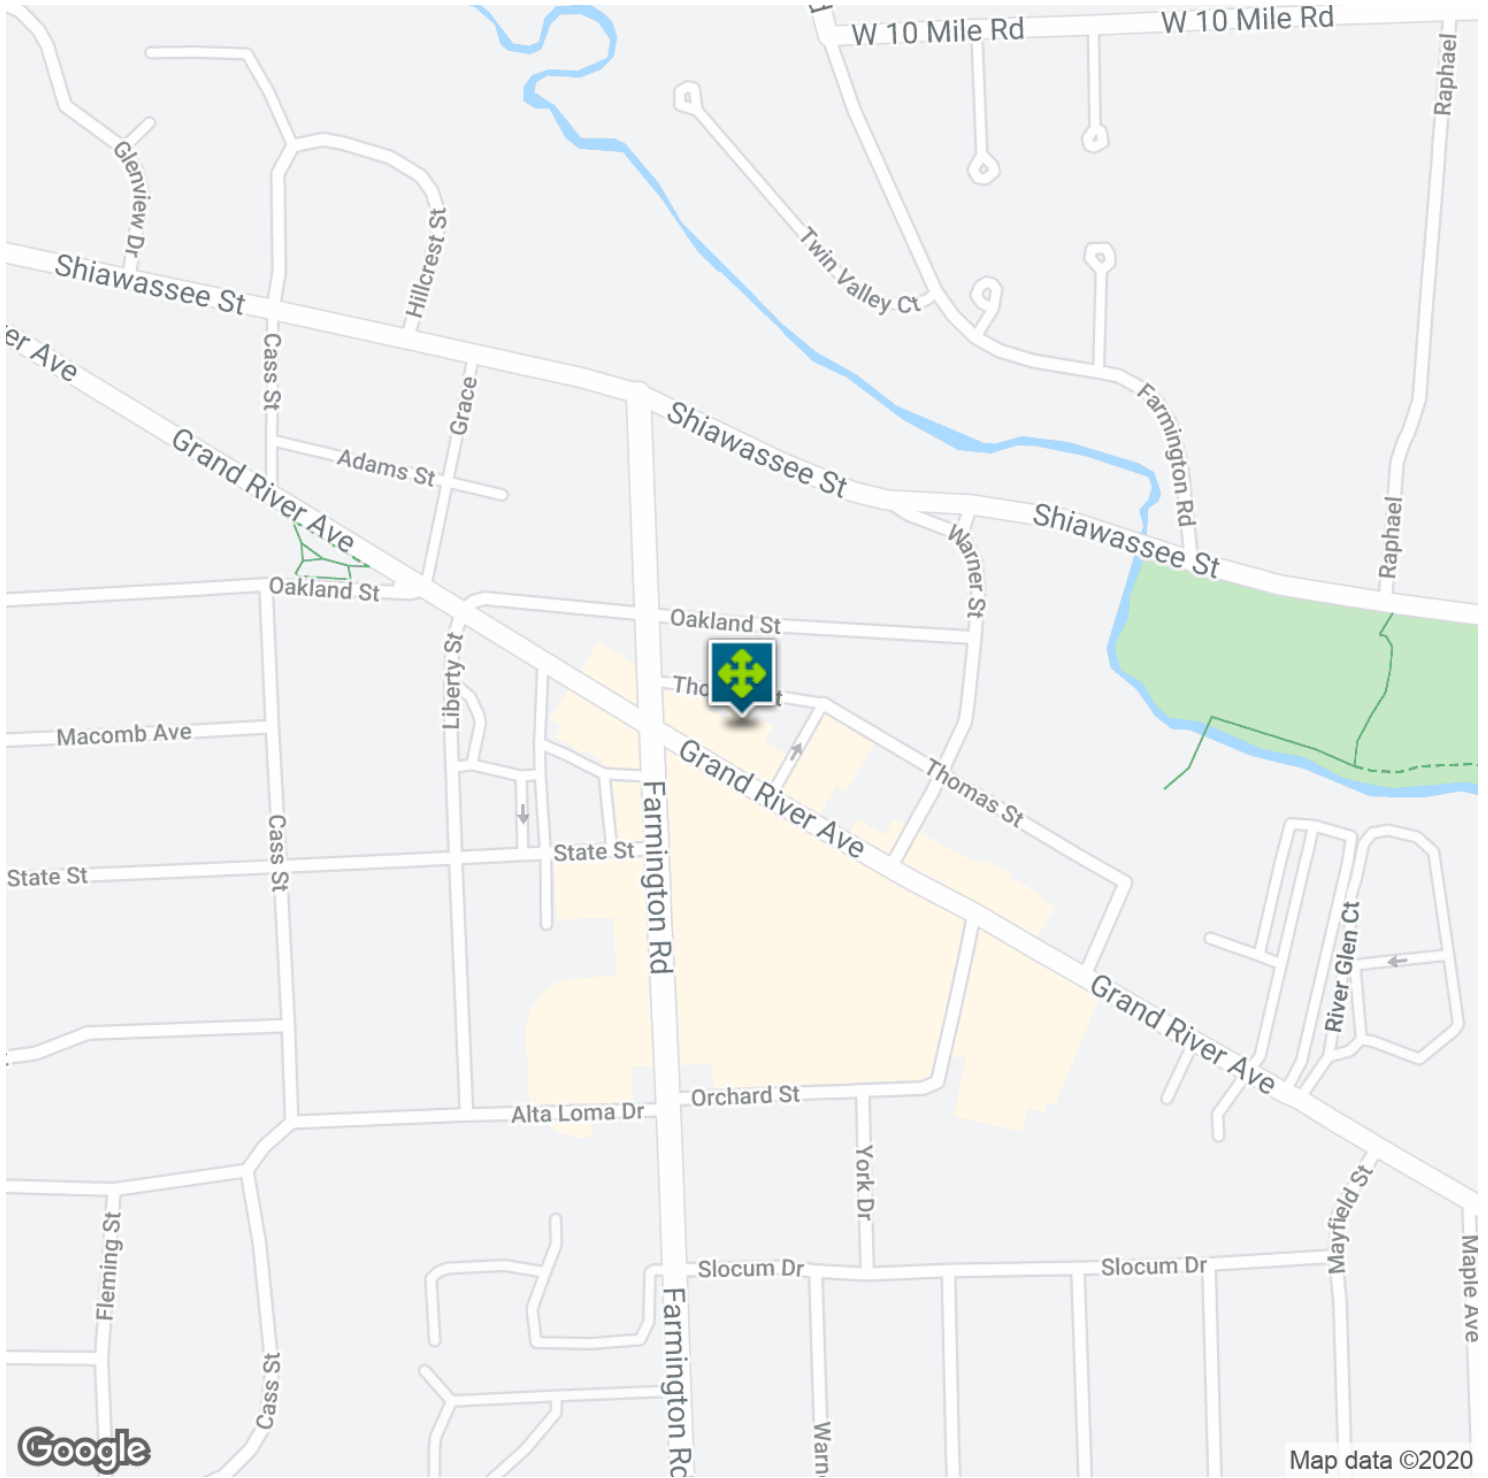 W 10 Mile Rd
W 10 Mile Rd
Raphael
Glenview Dr
Hillcrest St
Twin Valley Ct
Shiawassee St
Cass St
Grace
er Ave
Farmington Rd
Shiawassee St
Grand River Ave
Adams St
Shiawassee St
Raphael
Warner St
Oakland St
Oakland St
Liberty St
Macomb Ave
Grand River Ave
Thomas St
Farmington Rd
Cass St
State St
State St
River Glen Ct
Grand River Ave
Orchard St
Alta Loma Dr
York Dr
Fleming St
Mayfield St
Slocum Dr
Slocum Dr
Maple Ave
Farmington Rd
Cass St
Warn
Google
Map data ©2020